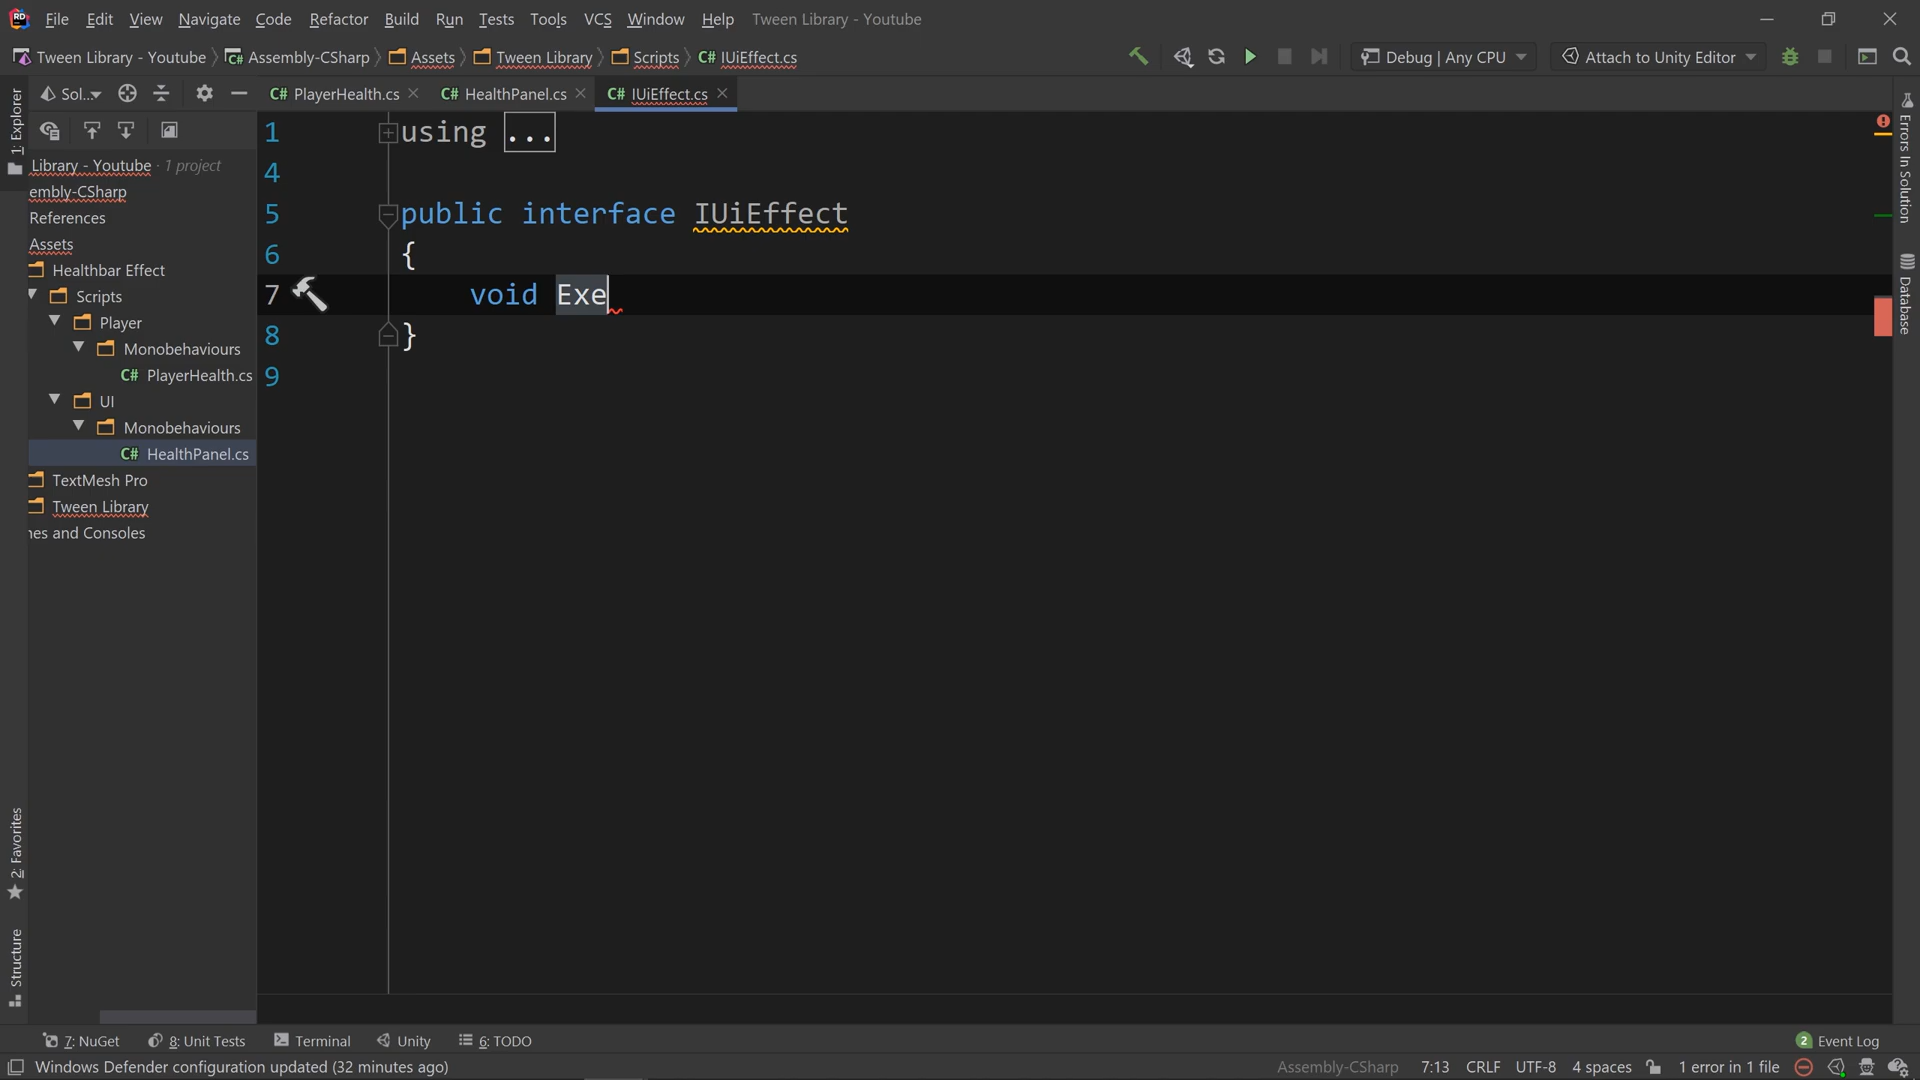 File Edit View Navigate Code Refactor Build Run Tests Tools VCS Window Help Tween Library - Youtube
Tween Library - Youtube Assembly-CSharp Assets Tween Library Scripts C# IUiEffect.cs Debug | Any CPU Attach to Unity Editor
Sol... C# PlayerHealth.cs C# HealthPanel.cs C# IUiEffect.cs
1: Explorer
Library - Youtube · 1 project
embly-CSharp
References
Assets
Healthbar Effect
Scripts
Player
Monobehaviours
C# PlayerHealth.cs
UI
Monobehaviours
C# HealthPanel.cs
TextMesh Pro
Tween Library
nes and Consoles
2: Favorites
Structure
1 using ...
4
5 public interface IUiEffect
6 {
7 void Exe
8 }
9
Errors In Solution
Database
7: NuGet 8: Unit Tests Terminal Unity 6: TODO 2 Event Log
Windows Defender configuration updated (32 minutes ago) Assembly-CSharp 7:13 CRLF UTF-8 4 spaces 1 error in 1 file